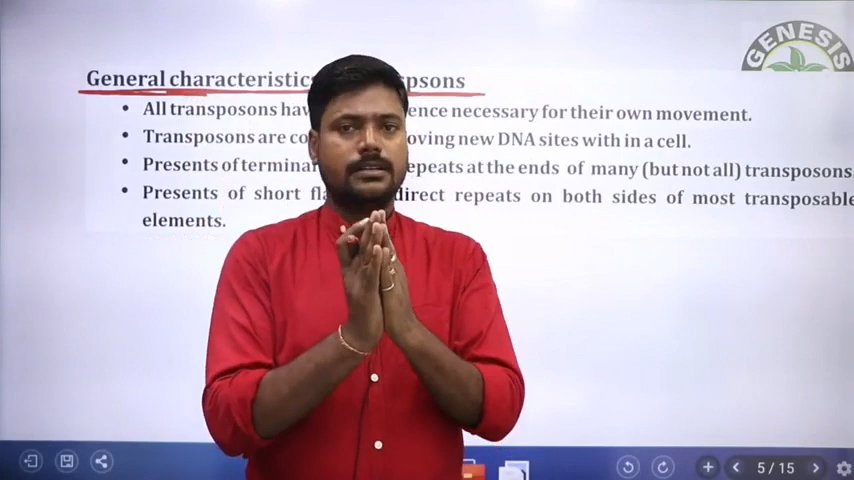 GENESIS
General characteristics psons
All transposons hav ence necessary for their own movement.
Transposons are co oving new DNA sites with in a cell.
Presents of termina epeats at the ends of many (but not all) transposons.
Presents of short fla direct repeats on both sides of most transposable
elements.
5/15